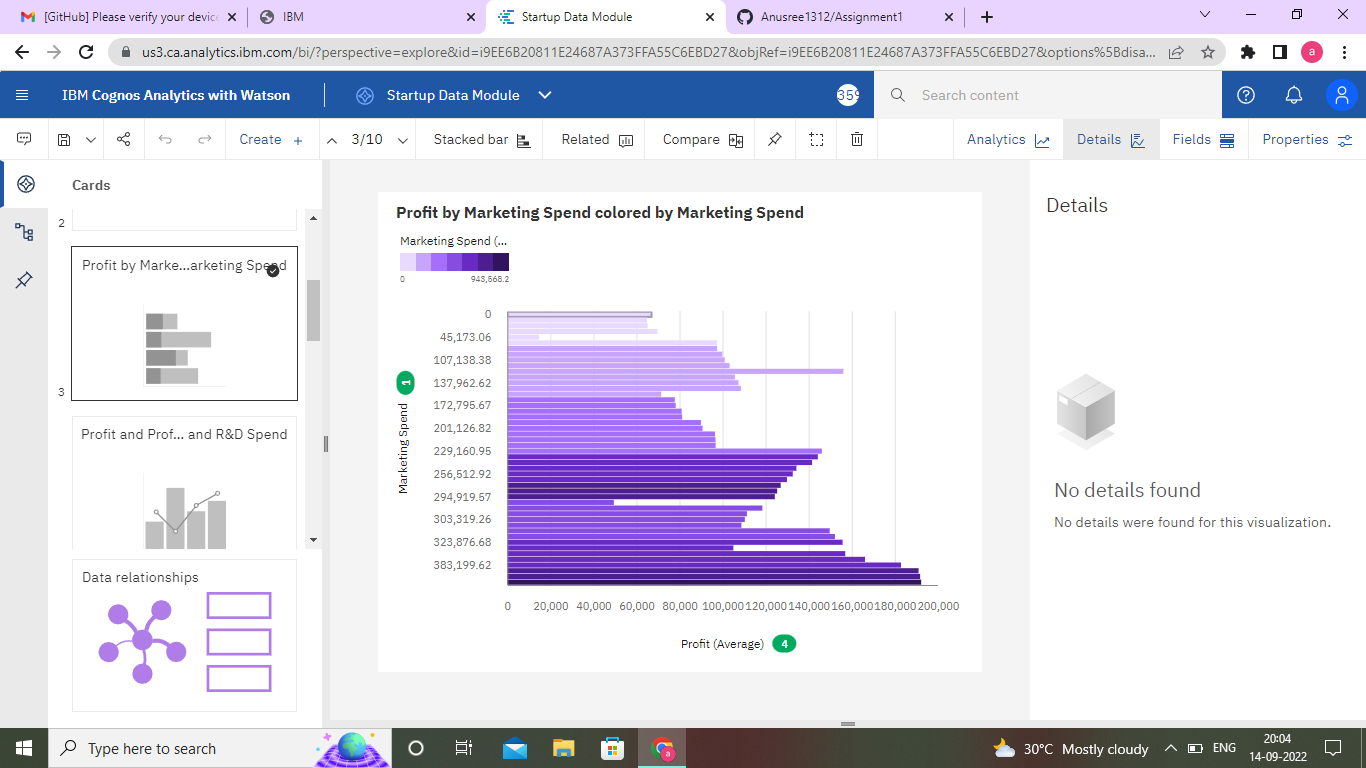 [GitHub] Please verify your device
IBM
Startup Data Module
Anusree1312/Assignment1
us3.ca.analytics.ibm.com/bi/?perspective=explore&id=i9EE6B20811E24687A373FFA55C6EBD27&objRef=i9EE6B20811E24687A373FFA55C6EBD27&options%5Bdisa...
a
IBM Cognos Analytics with Watson
Startup Data Module
359
Search content
Create +
3/10
Stacked bar
Related
Compare
Analytics
Details
Fields
Properties
Cards
2
Profit by Marke...arketing Spend
3
Profit and Prof... and R&D Spend
Data relationships
Profit by Marketing Spend colored by Marketing Spend
Marketing Spend (...
0 943,568.2
Marketing Spend
1
0
45,173.06
107,138.38
137,962.62
172,795.67
201,126.82
229,160.95
256,512.92
294,919.57
303,319.26
323,876.68
383,199.62
0 20,000 40,000 60,000 80,000 100,000 120,000 140,000 160,000 180,000 200,000
Profit (Average) 4
Details
No details found
No details were found for this visualization.
Type here to search
a
30°C Mostly cloudy
ENG
20:04
14-09-2022